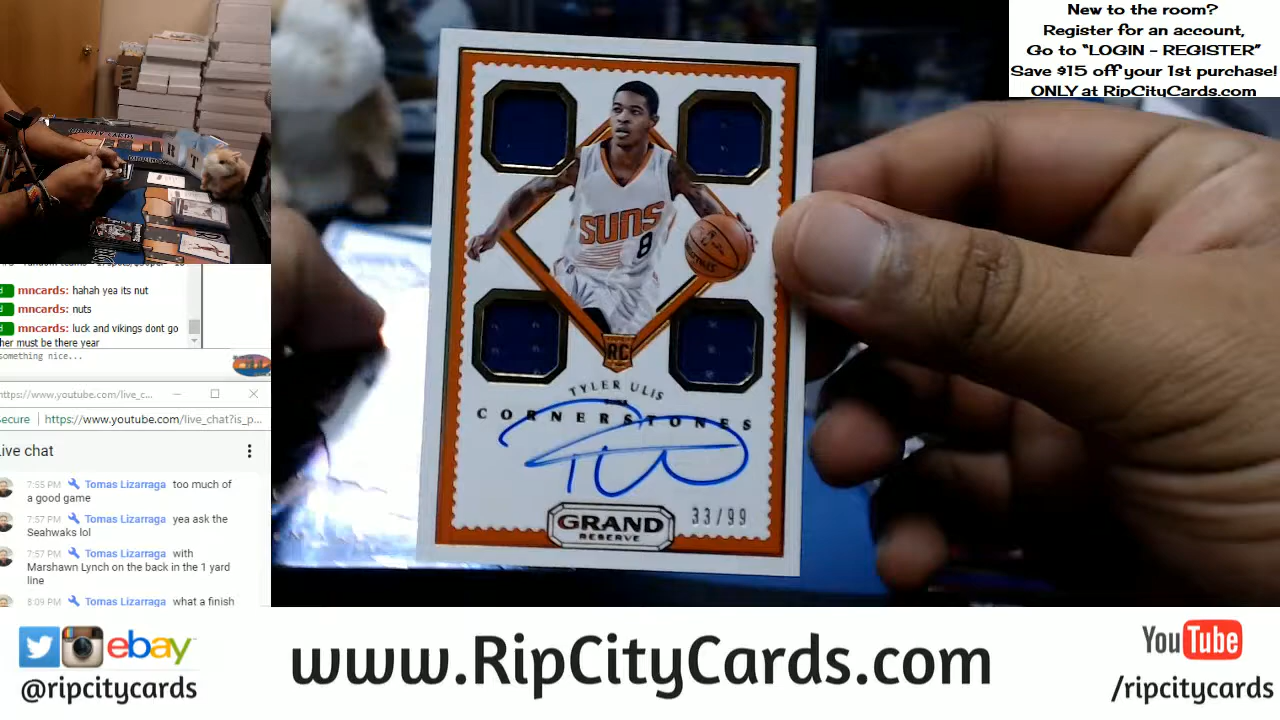 New to the room?
Register for an account,
Go to “LOGIN - REGISTER”
Save $15 off your 1st purchase!
ONLY at RipCityCards.com
mncards: hahah yea its nut
mncards: nuts
mncards: luck and vikings dont go
her must be there year
something nice...
https://www.youtube.com/live_c...
ecure https://www.youtube.com/live_chat?is_p...
ive chat
7:55 PM Tomas Lizarraga too much of
a good game
7:57 PM Tomas Lizarraga yea ask the
Seahwaks lol
7:57 PM Tomas Lizarraga with
Marshawn Lynch on the back in the 1 yard
line
8:09 PM Tomas Lizarraga what a finish
SUNS
8
RC
TYLER ULIS
CORNERSTONES
GRAND
RESERVE
33/99
ebay
@ripcitycards
www.RipCityCards.com
YouTube
/ripcitycards